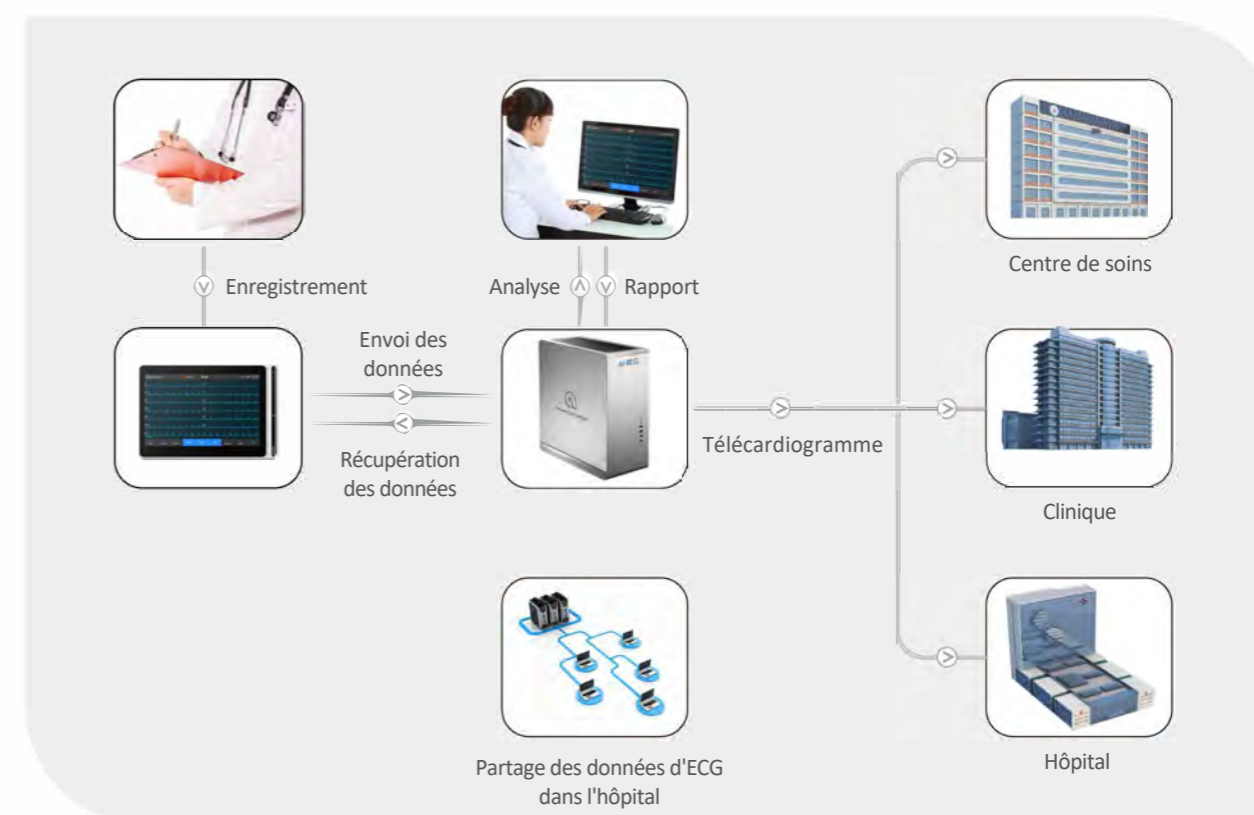 Centre de soins
Enregistrement
Analyse
Rapport
Envoi des
données
Récupération
des données
Télécardiogramme
Clinique
Partage des données d'ECG
dans l'hôpital
Hôpital